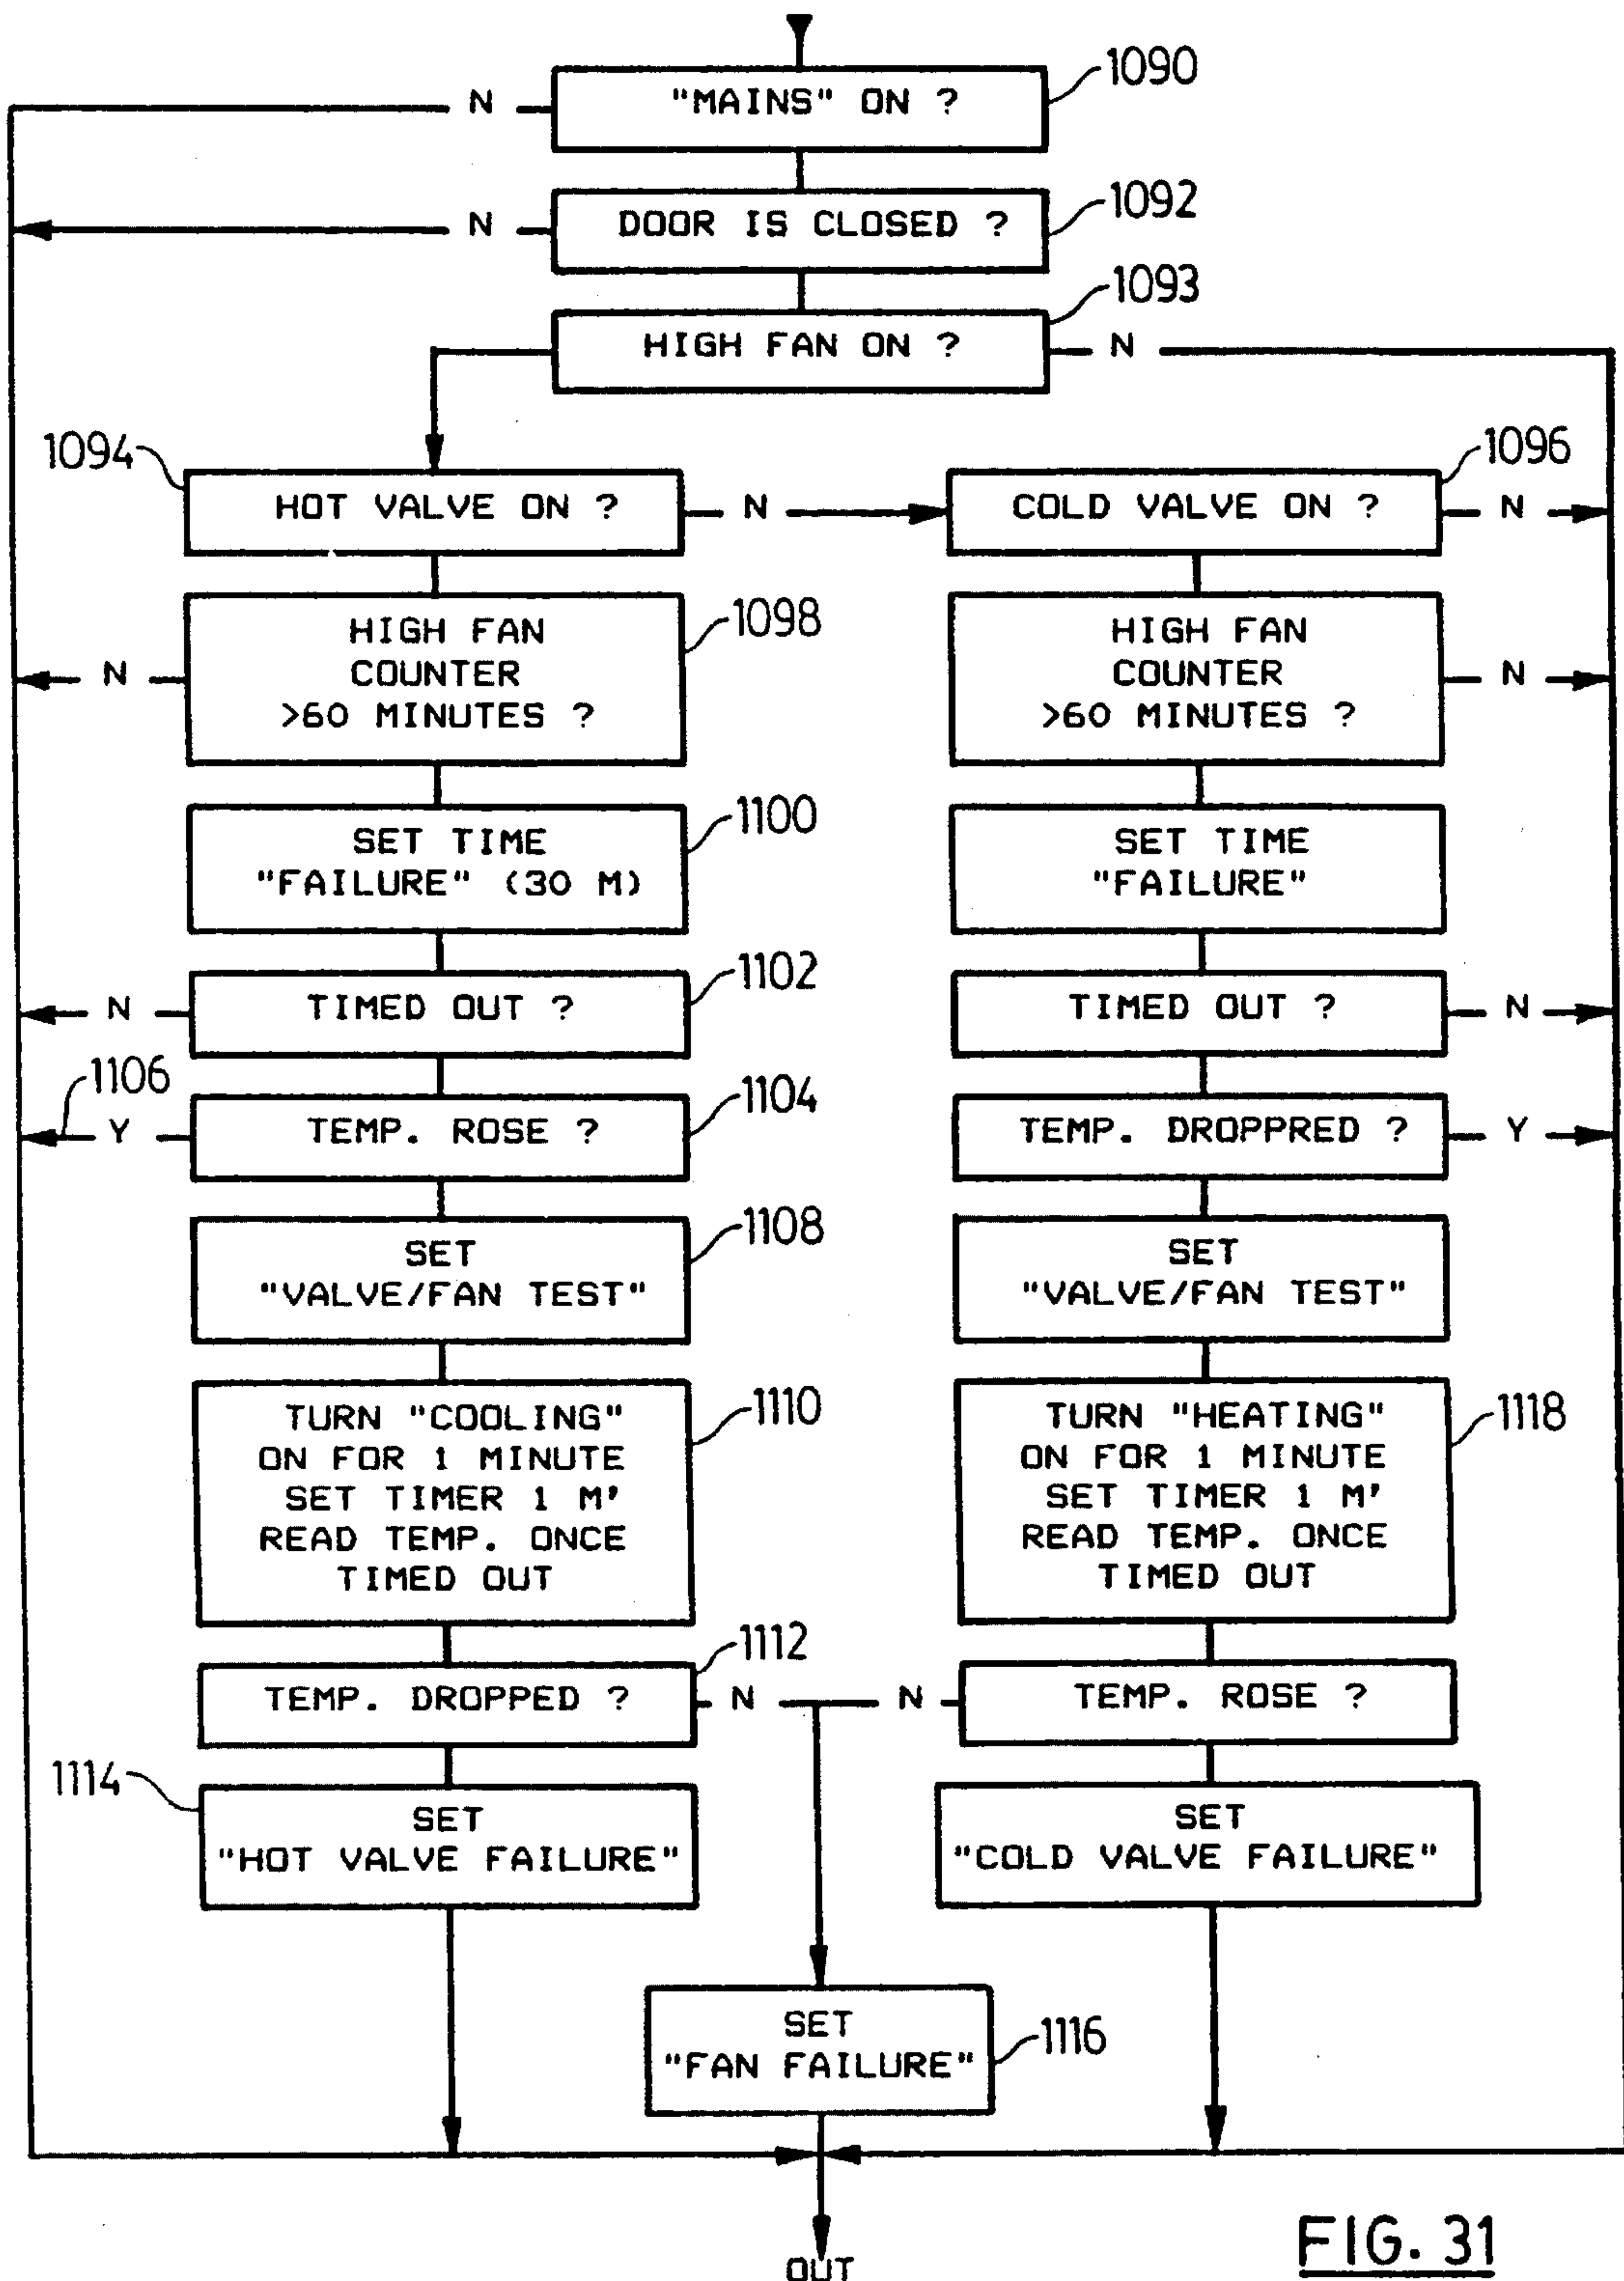 1090
"MAINS" ON ?
N
1092
DOOR IS CLOSED ?
N
1093
HIGH FAN ON ?
N
1094
HOT VALVE ON ?
N
1096
COLD VALVE ON ?
N
1098
HIGH FAN
COUNTER
>60 MINUTES ?
N
HIGH FAN
COUNTER
>60 MINUTES ?
N
1100
SET TIME
"FAILURE" (30 M)
SET TIME
"FAILURE"
1102
N
TIMED OUT ?
TIMED OUT ?
N
1106
1104
Y
TEMP. ROSE ?
TEMP. DROPPRED ?
Y
1108
SET
"VALVE/FAN TEST"
SET
"VALVE/FAN TEST"
1110
TURN "COOLING"
ON FOR 1 MINUTE
SET TIMER 1 M'
READ TEMP. ONCE
TIMED OUT
1118
TURN "HEATING"
ON FOR 1 MINUTE
SET TIMER 1 M'
READ TEMP. ONCE
TIMED OUT
1112
TEMP. DROPPED ?
N
N
TEMP. ROSE ?
1114
SET
"HOT VALVE FAILURE"
SET
"COLD VALVE FAILURE"
SET
"FAN FAILURE"
1116
OUT
FIG. 31